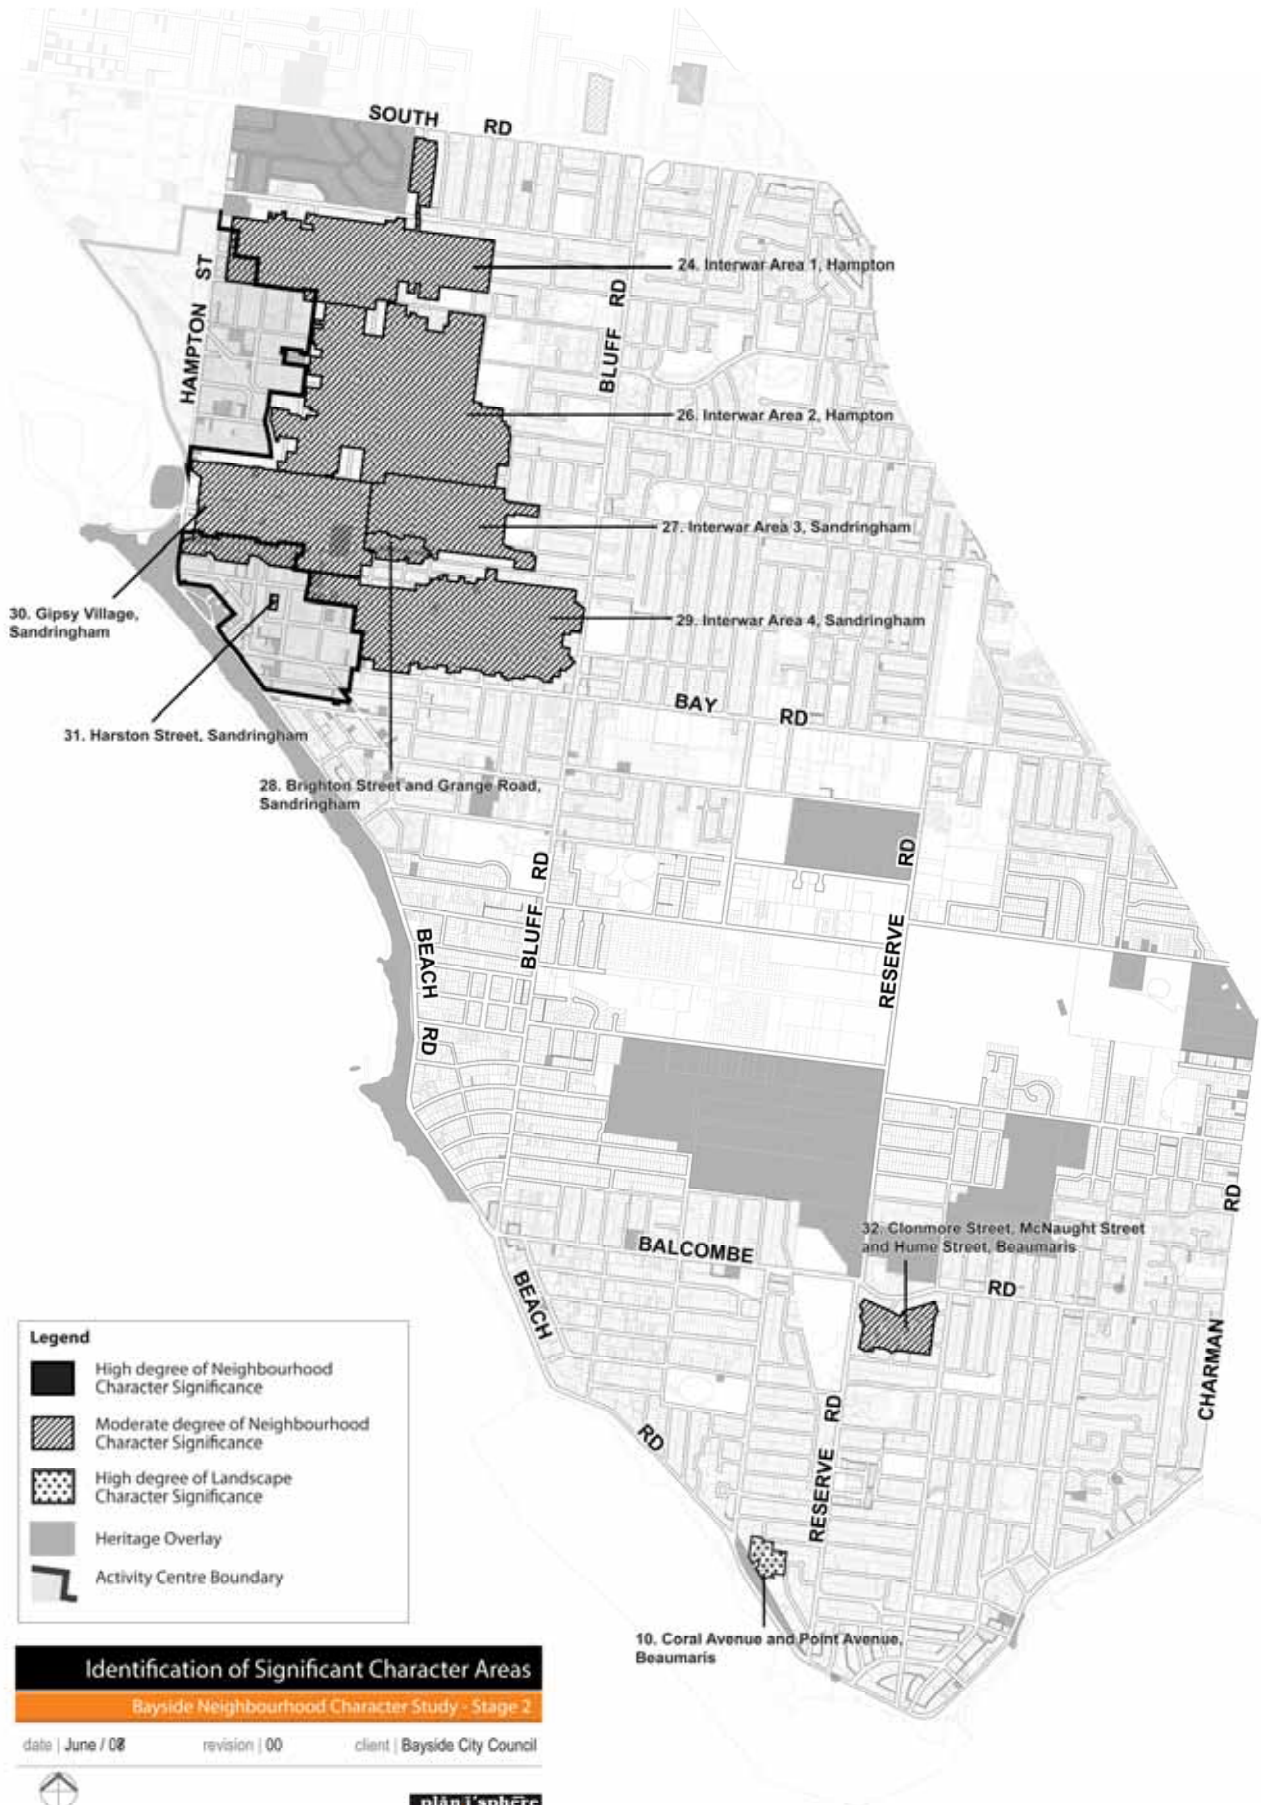 SOUTH RD
HAMPTON ST
BLUFF RD
24. Interwar Area 1, Hampton
26. Interwar Area 2, Hampton
27. Interwar Area 3, Sandringham
30. Gipsy Village,
Sandringham
29. Interwar Area 4, Sandringham
31. Harston Street, Sandringham
BAY RD
28. Brighton Street and Grange Road,
Sandringham
BLUFF RD
BEACH RD
RESERVE RD
32. Clonmore Street, McNaught Street
and Hume Street, Beaumaris
BALCOMBE RD
BEACH RD
CHARMAN RD
RESERVE RD
10. Coral Avenue and Point Avenue,
Beaumaris
Legend
High degree of Neighbourhood
Character Significance
Moderate degree of Neighbourhood
Character Significance
High degree of Landscape
Character Significance
Heritage Overlay
Activity Centre Boundary
Identification of Significant Character Areas
Bayside Neighbourhood Character Study - Stage 2
date | June / revision | 00 client | Bayside City Council
plan i'sphere